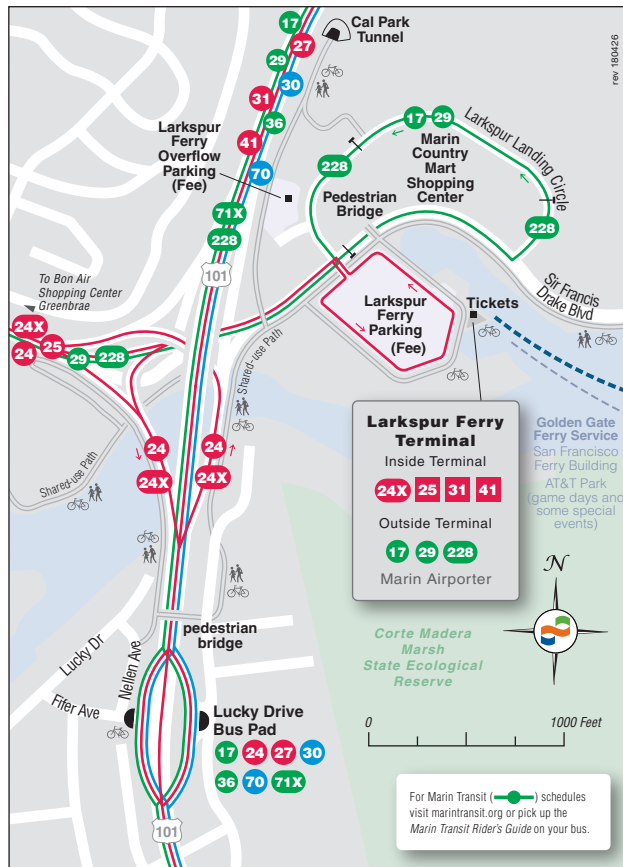 rev 180426
17
Cal Park
Tunnel
27
29
30
31
36
Larkspur
Ferry
Overflow
Parking
(Fee)
41
70
71X
228
101
17
29
Larkspur Landing Circle
Marin
Country
Mart
Shopping
Center
228
228
Pedestrian
Bridge
To Bon Air
Shopping Center
Greenbrae
24X
24
25
29
228
Larkspur
Ferry
Parking
(Fee)
Tickets
Sir Francis
Drake Blvd
Shared-use Path
24
24X
24
24X
Shared-use Path
Larkspur Ferry
Terminal
Inside Terminal
24X
25
31
41
Outside Terminal
17
29
228
Marin Airporter
Golden Gate
Ferry Service
San Francisco
Ferry Building
AT&T Park
(game days and
some special
events)
N
Corte Madera
Marsh
State Ecological
Reserve
pedestrian
bridge
Lucky Dr
Nellen Ave
Fifer Ave
Lucky Drive
Bus Pad
17 24 27 30
36 70 71X
101
0
1000 Feet
For Marin Transit ( ) schedules
visit marintransit.org or pick up the
Marin Transit Rider's Guide on your bus.